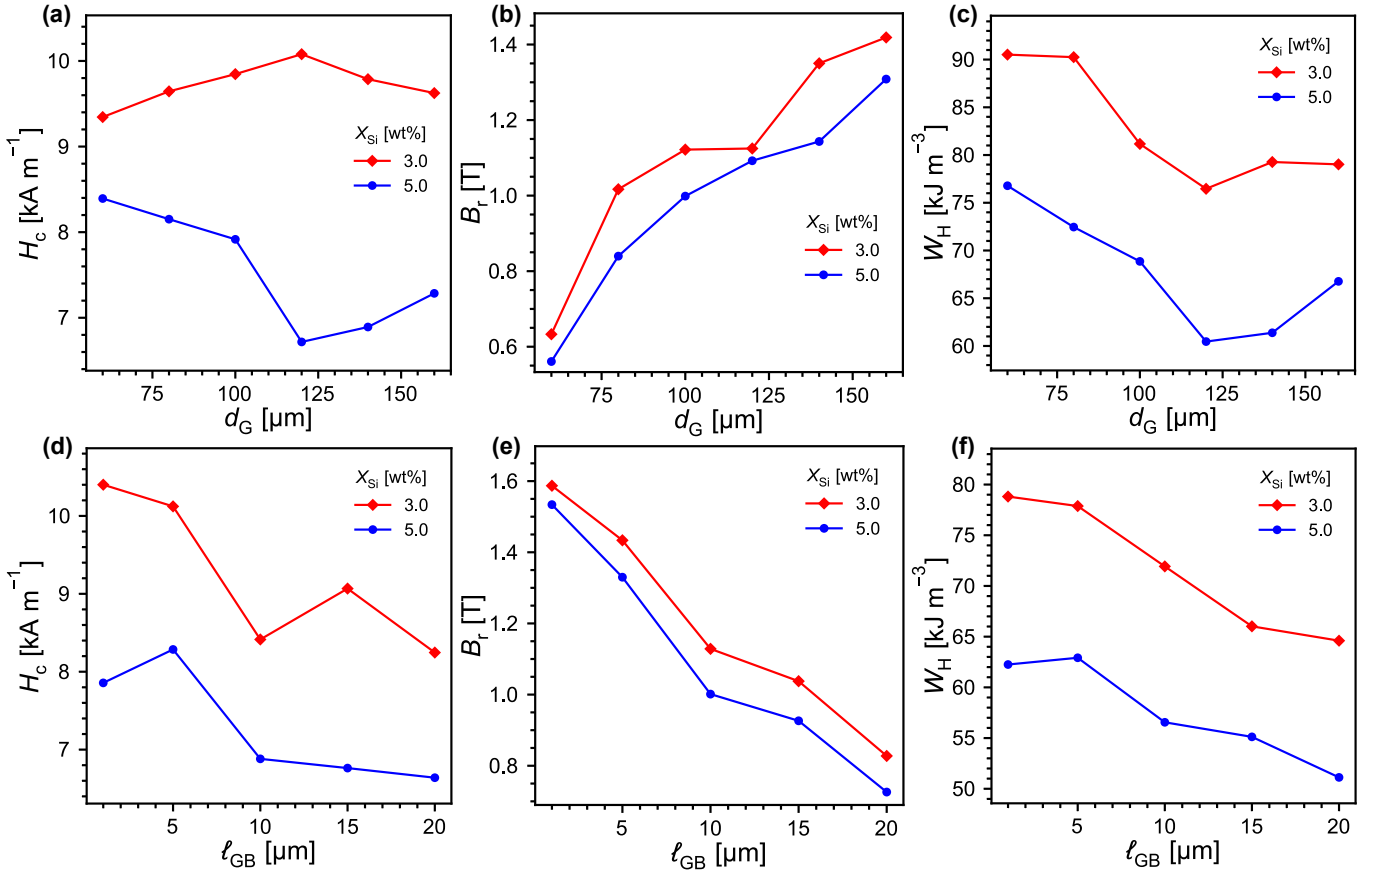 (a)
10
9
8
7
75
100
125
150
H_c [kA m⁻¹]
d_G [µm]
X_Si [wt%]
3.0
5.0
(b)
1.4
1.2
1.0
0.8
0.6
75
100
125
150
B_r [T]
d_G [µm]
X_Si [wt%]
3.0
5.0
(c)
90
85
80
75
70
65
60
75
100
125
150
W_H [kJ m⁻³]
d_G [µm]
X_Si [wt%]
3.0
5.0
(d)
10
9
8
7
5
10
15
20
H_c [kA m⁻¹]
ℓ_GB [µm]
X_Si [wt%]
3.0
5.0
(e)
1.6
1.4
1.2
1.0
0.8
5
10
15
20
B_r [T]
ℓ_GB [µm]
X_Si [wt%]
3.0
5.0
(f)
80
75
70
65
60
55
50
5
10
15
20
W_H [kJ m⁻³]
ℓ_GB [µm]
X_Si [wt%]
3.0
5.0